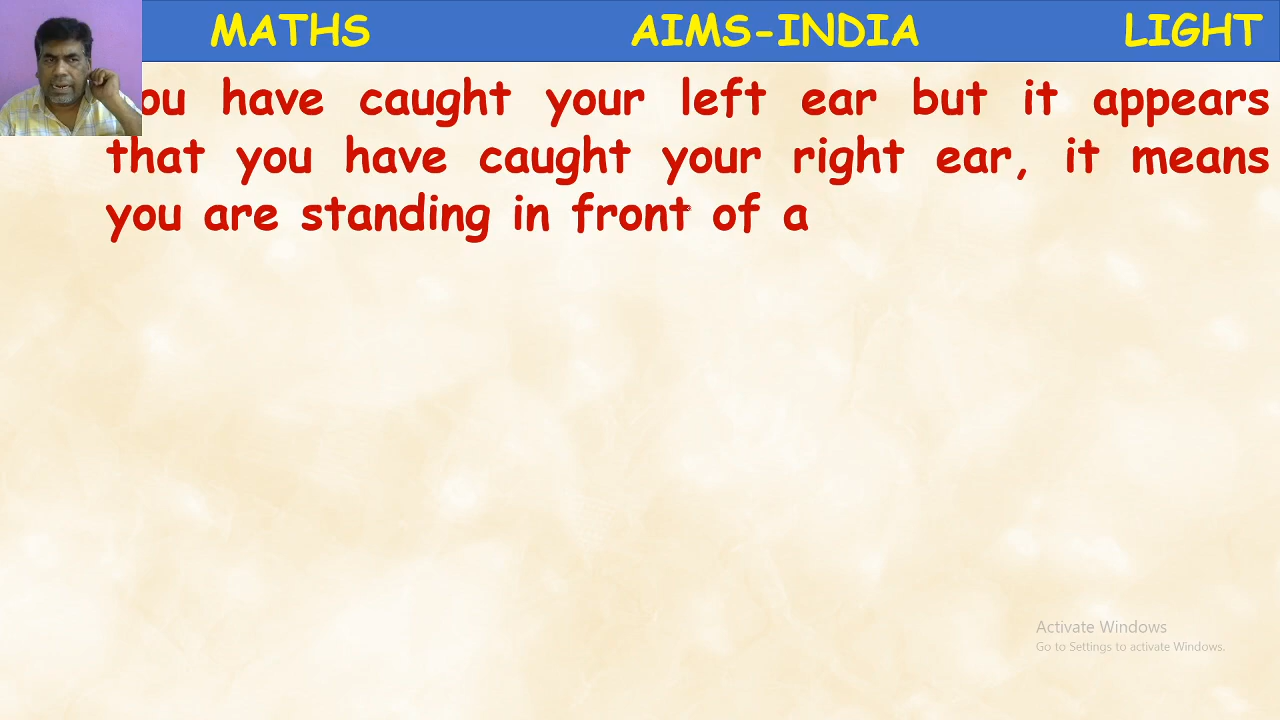 MATHS AIMS-INDIA LIGHT
ou have caught your left ear but it appears
that you have caught your right ear, it means
you are standing in front of a
Activate Windows
Go to Settings to activate Windows.